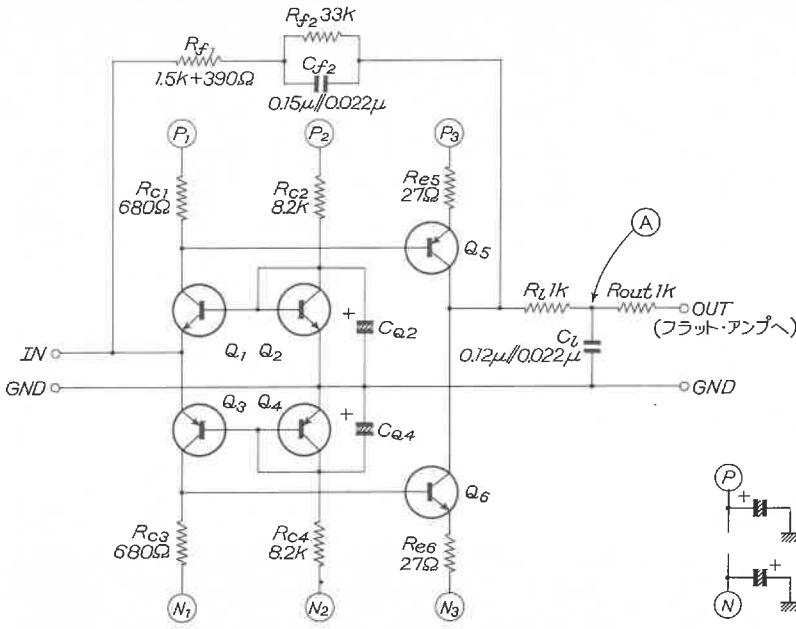 Rf2 33k
Rf1
1.5k+390Ω
Cf2
0.15μ//0.022μ
P1
P2
P3
Rc1
680Ω
Rc2
8.2k
Re5
27Ω
A
Q5
Rl 1k
Rout 1k
OUT
(フラット・アンプへ)
+
CQ2
Cl
0.12μ//0.022μ
IN
Q1 Q2
GND
GND
Q3 Q4
+
CQ4
Q6
P
+
Rc3
680Ω
Rc4
8.2k
Re6
27Ω
+
N1
N2
N3
N